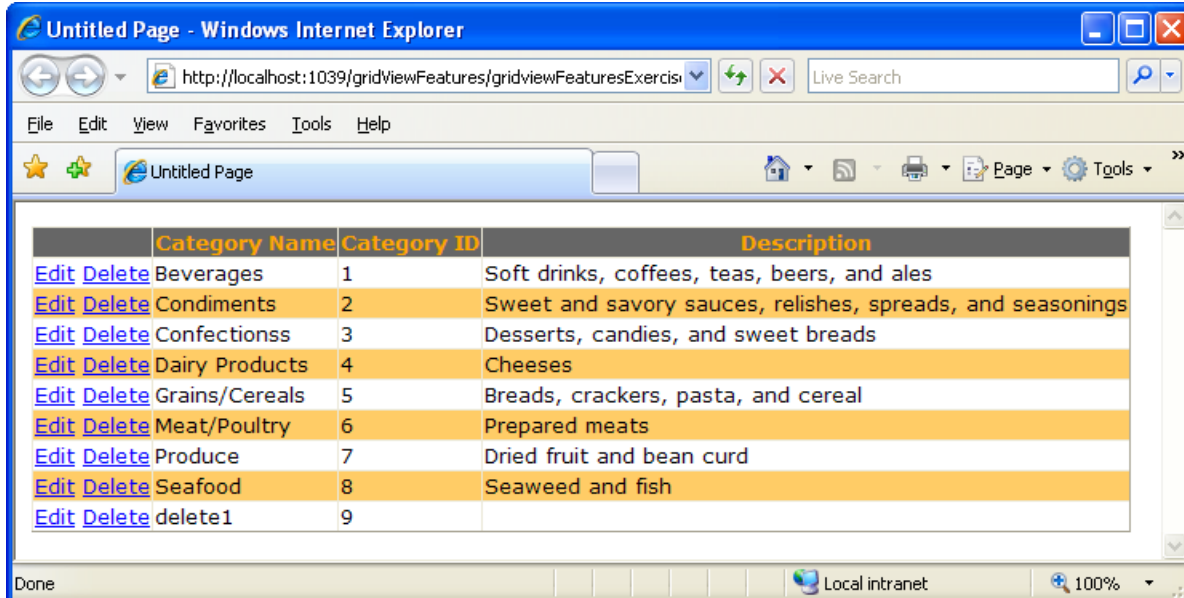 Untitled Page - Windows Internet Explorer
http://localhost:1039/gridViewFeatures/gridviewFeaturesExercis
Live Search
File Edit View Favorites Tools Help
Untitled Page
Page Tools
Category Name Category ID Description
Edit Delete Beverages 1 Soft drinks, coffees, teas, beers, and ales
Edit Delete Condiments 2 Sweet and savory sauces, relishes, spreads, and seasonings
Edit Delete Confectionss 3 Desserts, candies, and sweet breads
Edit Delete Dairy Products 4 Cheeses
Edit Delete Grains/Cereals 5 Breads, crackers, pasta, and cereal
Edit Delete Meat/Poultry 6 Prepared meats
Edit Delete Produce 7 Dried fruit and bean curd
Edit Delete Seafood 8 Seaweed and fish
Edit Delete delete1 9
Done Local intranet 100%